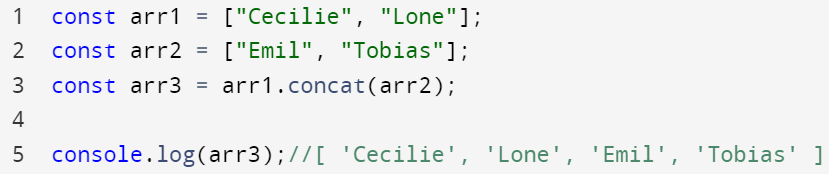 1 const arr1 = ["Cecilie", "Lone"];
2 const arr2 = ["Emil", "Tobias"];
3 const arr3 = arr1.concat(arr2);
4
5 console.log(arr3);//[ 'Cecilie', 'Lone', 'Emil', 'Tobias' ]